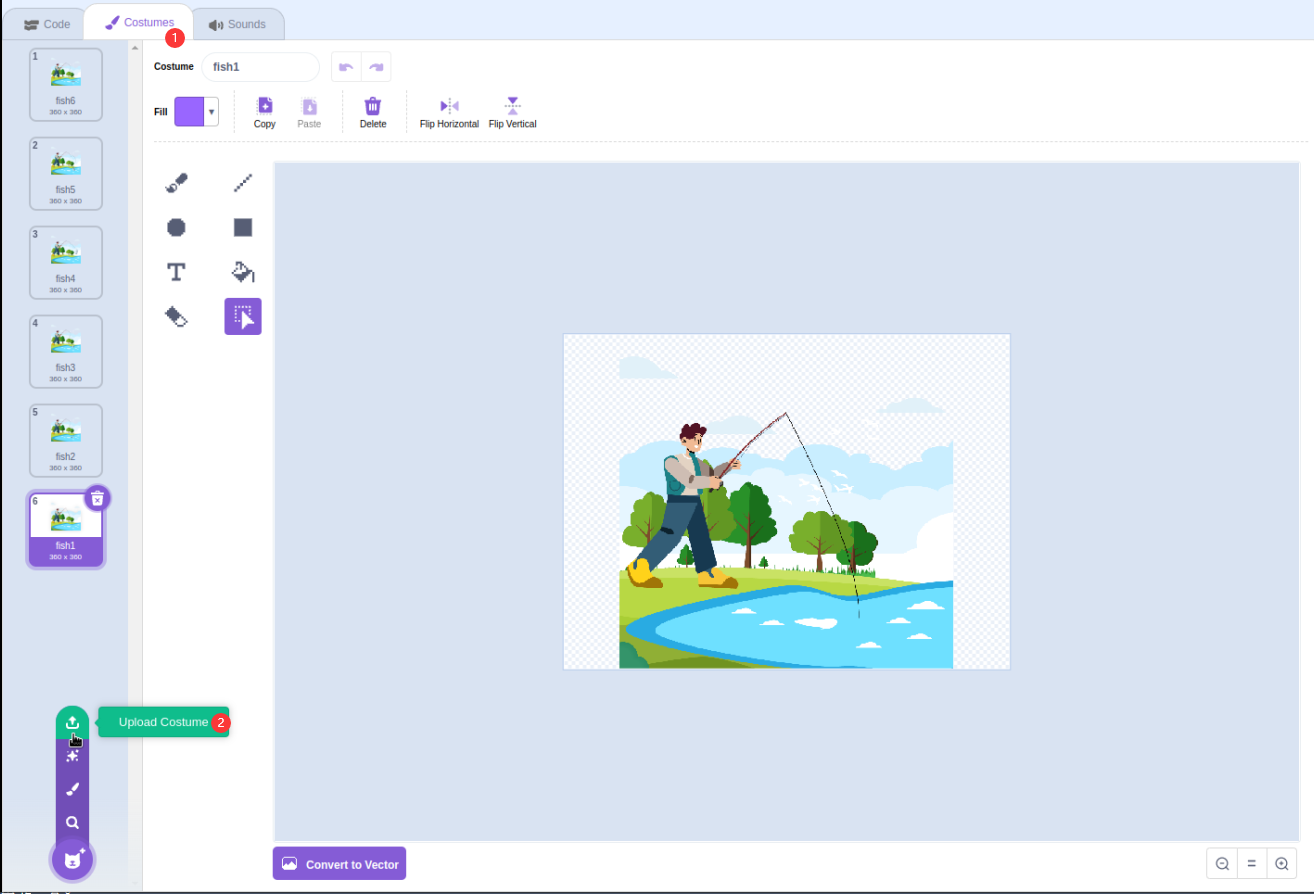 Code
Costumes
Sounds
1
1
fish6
360 x 360
2
fish5
360 x 360
3
fish4
360 x 360
4
fish3
360 x 360
5
fish2
360 x 360
6
fish1
360 x 360
Costume
fish1
Fill
Copy
Paste
Delete
Flip Horizontal
Flip Vertical
T
Upload Costume
2
Convert to Vector